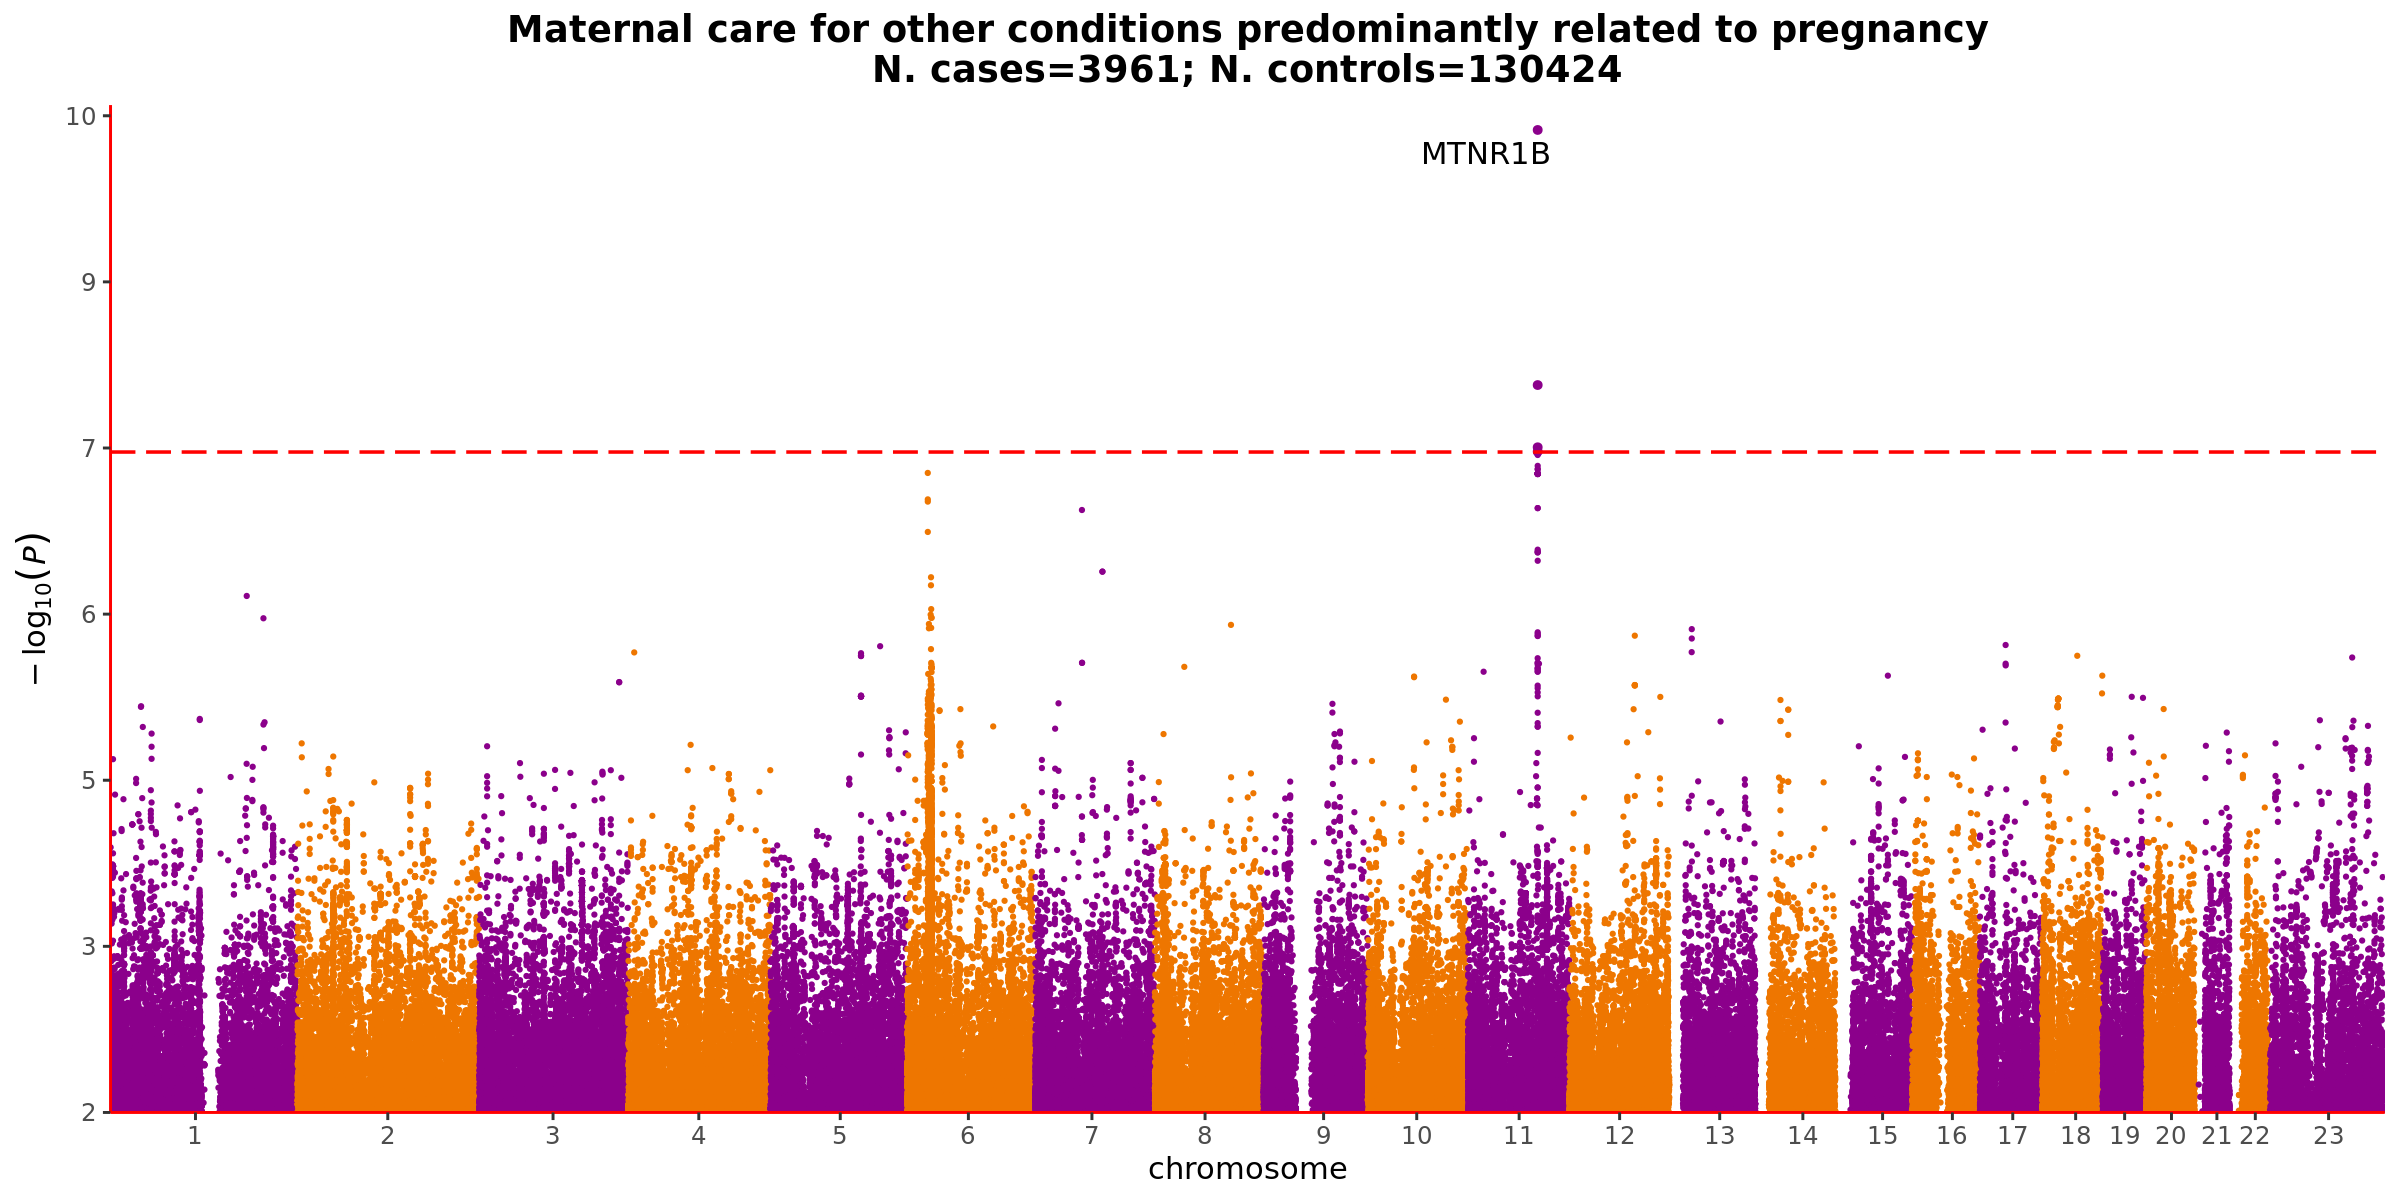 Maternal care for other conditions predominantly related to pregnancy
N. cases=3961; N. controls=130424
10
MTNR1B
9
7
6
5
3
2
−log10(P)
1 2 3 4 5 6 7 8 9 10 11 12 13 14 15 16 17 18 19 20 21 22 23
chromosome